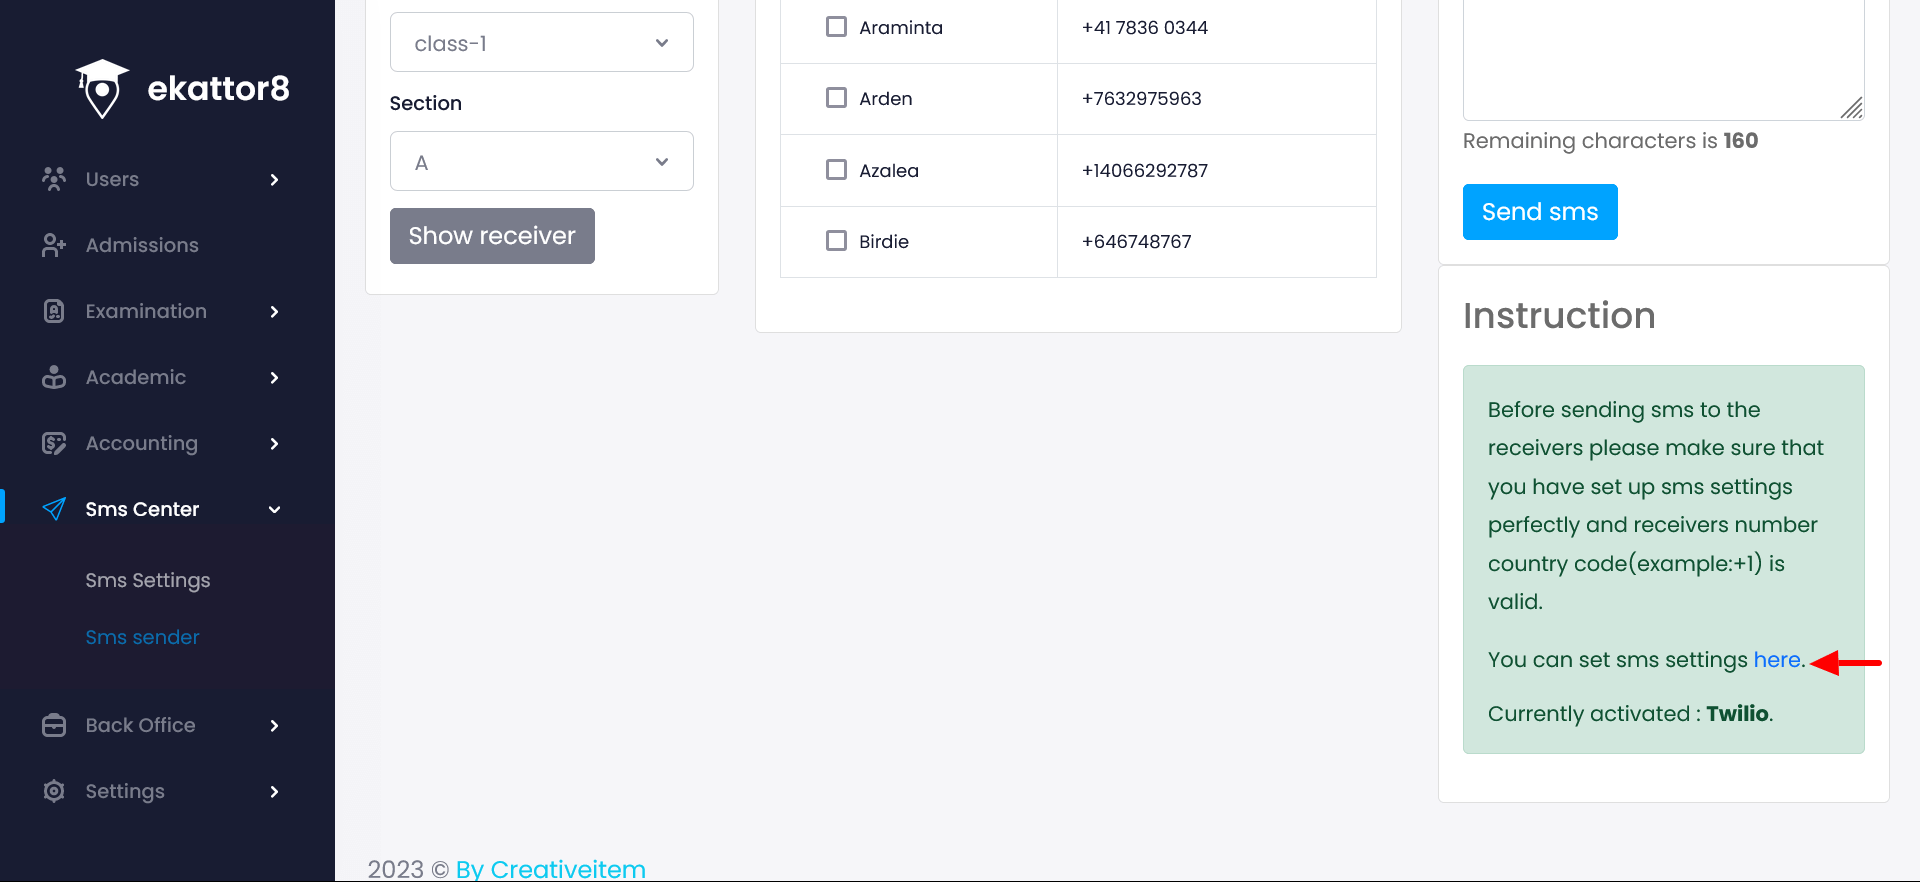 ekattor8
Users
Admissions
Examination
Academic
Accounting
Sms Center
Sms Settings
Sms sender
Back Office
Settings
class-1
Section
A
Show receiver
Araminta +41 7836 0344
Arden +7632975963
Azalea +14066292787
Birdie +646748767
Remaining characters is 160
Send sms
Instruction
Before sending sms to the
receivers please make sure that
you have set up sms settings
perfectly and receivers number
country code(example:+1) is
valid.
You can set sms settings here.
Currently activated : Twilio.
2023 © By Creativeitem